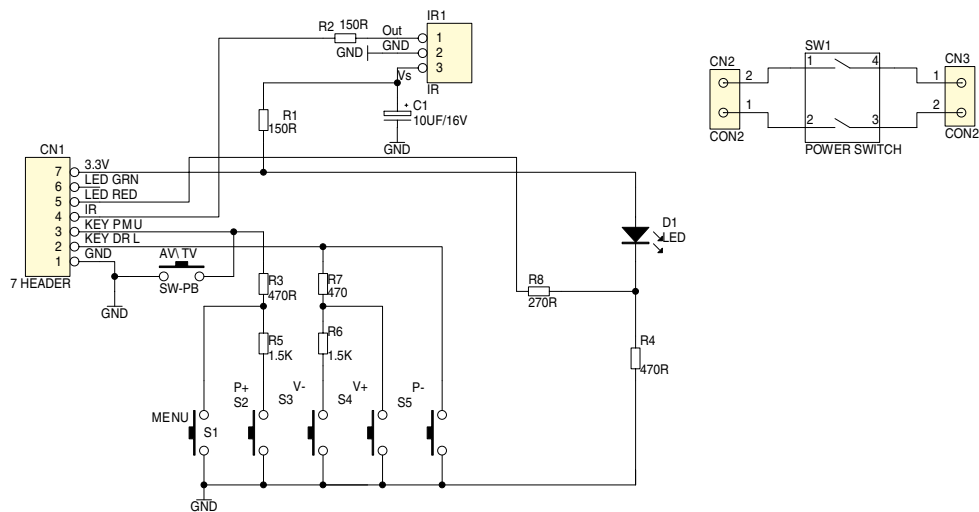 IR1
R2 150R
Out
GND
GND
Vs
1
2
3
IR
C1
10UF/16V
+
GND
R1
150R
CN1
7
6
5
4
3
2
1
3.3V
LED GRN
LED RED
IR
KEY PMU
KEY DRL
GND
7 HEADER
AV\ TV
SW-PB
GND
R3
470R
R7
470
R5
1.5K
R6
1.5K
R8
270R
D1
LED
R4
470R
MENU
S1
P+
S2
V-
S3
V+
S4
P-
S5
GND
CN2
2
1
CON2
SW1
1 4
2 3
POWER SWITCH
CN3
1
2
CON2